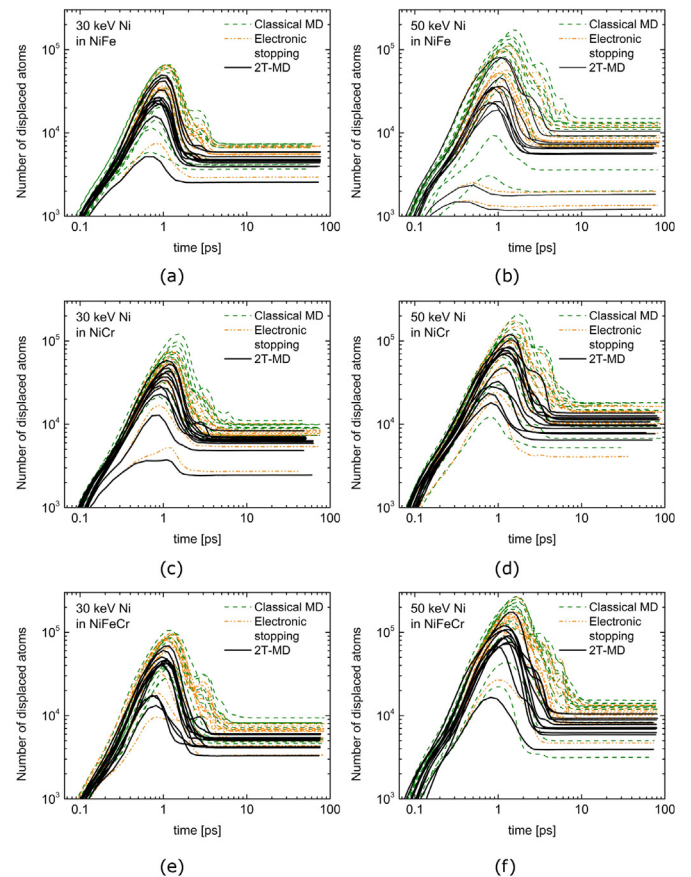 30 keV Ni
in NiFe
Classical MD
Electronic
stopping
2T-MD
Number of displaced atoms
10^5
10^4
10^3
0.1 1 10 100
time [ps]
(a)
50 keV Ni
in NiFe
Classical MD
Electronic
stopping
2T-MD
Number of displaced atoms
10^5
10^4
10^3
0.1 1 10 100
time [ps]
(b)
30 keV Ni
in NiCr
Classical MD
Electronic
stopping
2T-MD
Number of displaced atoms
10^5
10^4
10^3
0.1 1 10 100
time [ps]
(c)
50 keV Ni
in NiCr
Classical MD
Electronic
stopping
2T-MD
Number of displaced atoms
10^5
10^4
10^3
0.1 1 10 100
time [ps]
(d)
30 keV Ni
in NiFeCr
Classical MD
Electronic
stopping
2T-MD
Number of displaced atoms
10^5
10^4
10^3
0.1 1 10 100
time [ps]
(e)
50 keV Ni
in NiFeCr
Classical MD
Electronic
stopping
2T-MD
Number of displaced atoms
10^5
10^4
10^3
0.1 1 10 100
time [ps]
(f)